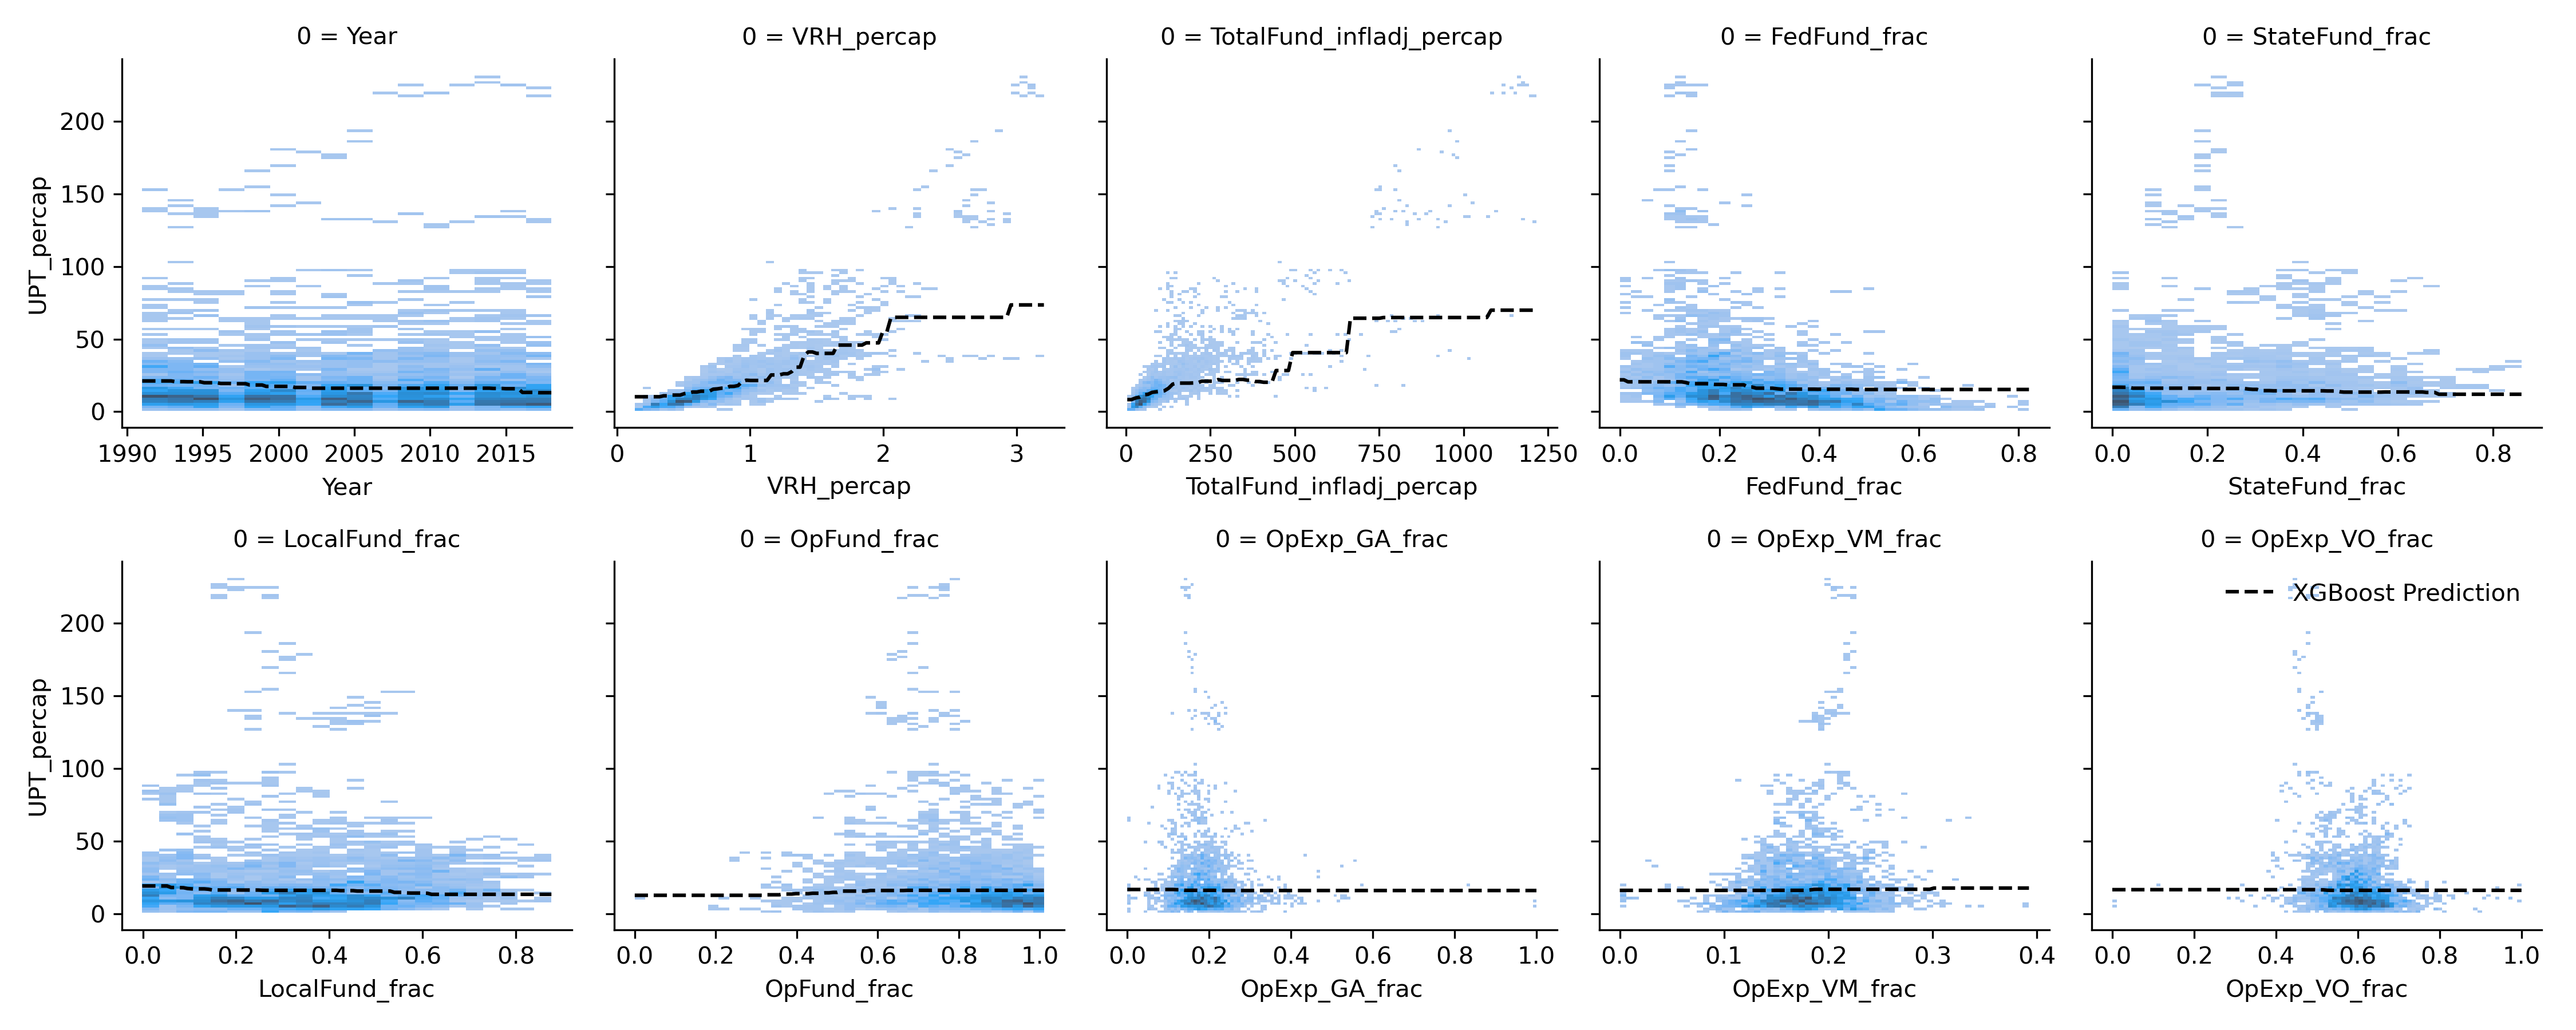 0 = Year
0 = VRH_percap
0 = TotalFund_infladj_percap
0 = FedFund_frac
0 = StateFund_frac
UPT_percap
200
150
100
50
0
1990 1995 2000 2005 2010 2015
0 1 2 3
0 250 500 750 1000 1250
0.0 0.2 0.4 0.6 0.8
0.0 0.2 0.4 0.6 0.8
Year
VRH_percap
TotalFund_infladj_percap
FedFund_frac
StateFund_frac
0 = LocalFund_frac
0 = OpFund_frac
0 = OpExp_GA_frac
0 = OpExp_VM_frac
0 = OpExp_VO_frac
XGBoost Prediction
UPT_percap
200
150
100
50
0
0.0 0.2 0.4 0.6 0.8
0.0 0.2 0.4 0.6 0.8 1.0
0.0 0.2 0.4 0.6 0.8 1.0
0.0 0.1 0.2 0.3 0.4
0.0 0.2 0.4 0.6 0.8 1.0
LocalFund_frac
OpFund_frac
OpExp_GA_frac
OpExp_VM_frac
OpExp_VO_frac